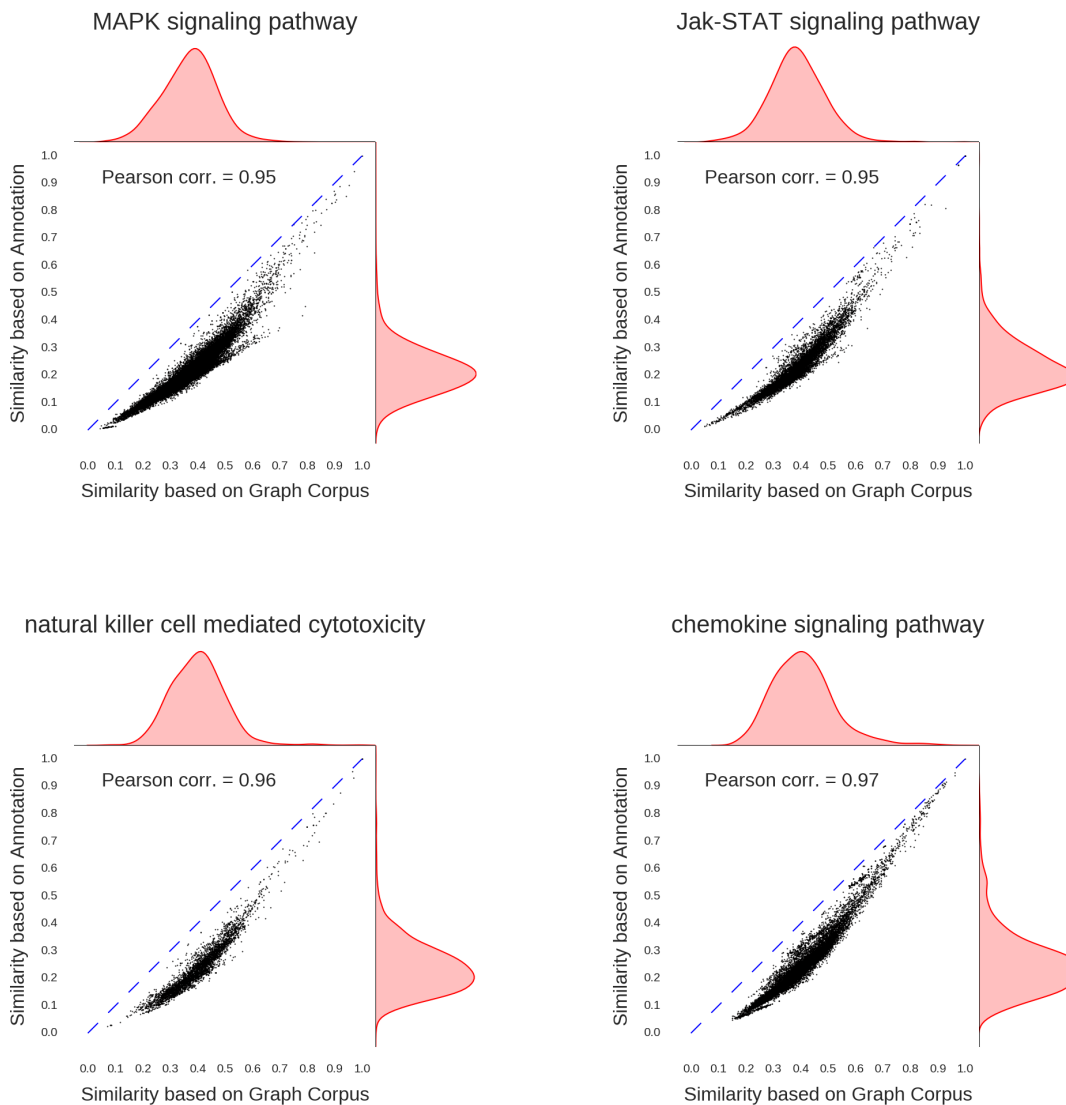 MAPK signaling pathway
Pearson corr. = 0.95
Similarity based on Annotation
1.0
0.9
0.8
0.7
0.6
0.5
0.4
0.3
0.2
0.1
0.0
0.0 0.1 0.2 0.3 0.4 0.5 0.6 0.7 0.8 0.9 1.0
Similarity based on Graph Corpus
Jak-STAT signaling pathway
Pearson corr. = 0.95
Similarity based on Annotation
1.0
0.9
0.8
0.7
0.6
0.5
0.4
0.3
0.2
0.1
0.0
0.0 0.1 0.2 0.3 0.4 0.5 0.6 0.7 0.8 0.9 1.0
Similarity based on Graph Corpus
natural killer cell mediated cytotoxicity
Pearson corr. = 0.96
Similarity based on Annotation
1.0
0.9
0.8
0.7
0.6
0.5
0.4
0.3
0.2
0.1
0.0
0.0 0.1 0.2 0.3 0.4 0.5 0.6 0.7 0.8 0.9 1.0
Similarity based on Graph Corpus
chemokine signaling pathway
Pearson corr. = 0.97
Similarity based on Annotation
1.0
0.9
0.8
0.7
0.6
0.5
0.4
0.3
0.2
0.1
0.0
0.0 0.1 0.2 0.3 0.4 0.5 0.6 0.7 0.8 0.9 1.0
Similarity based on Graph Corpus